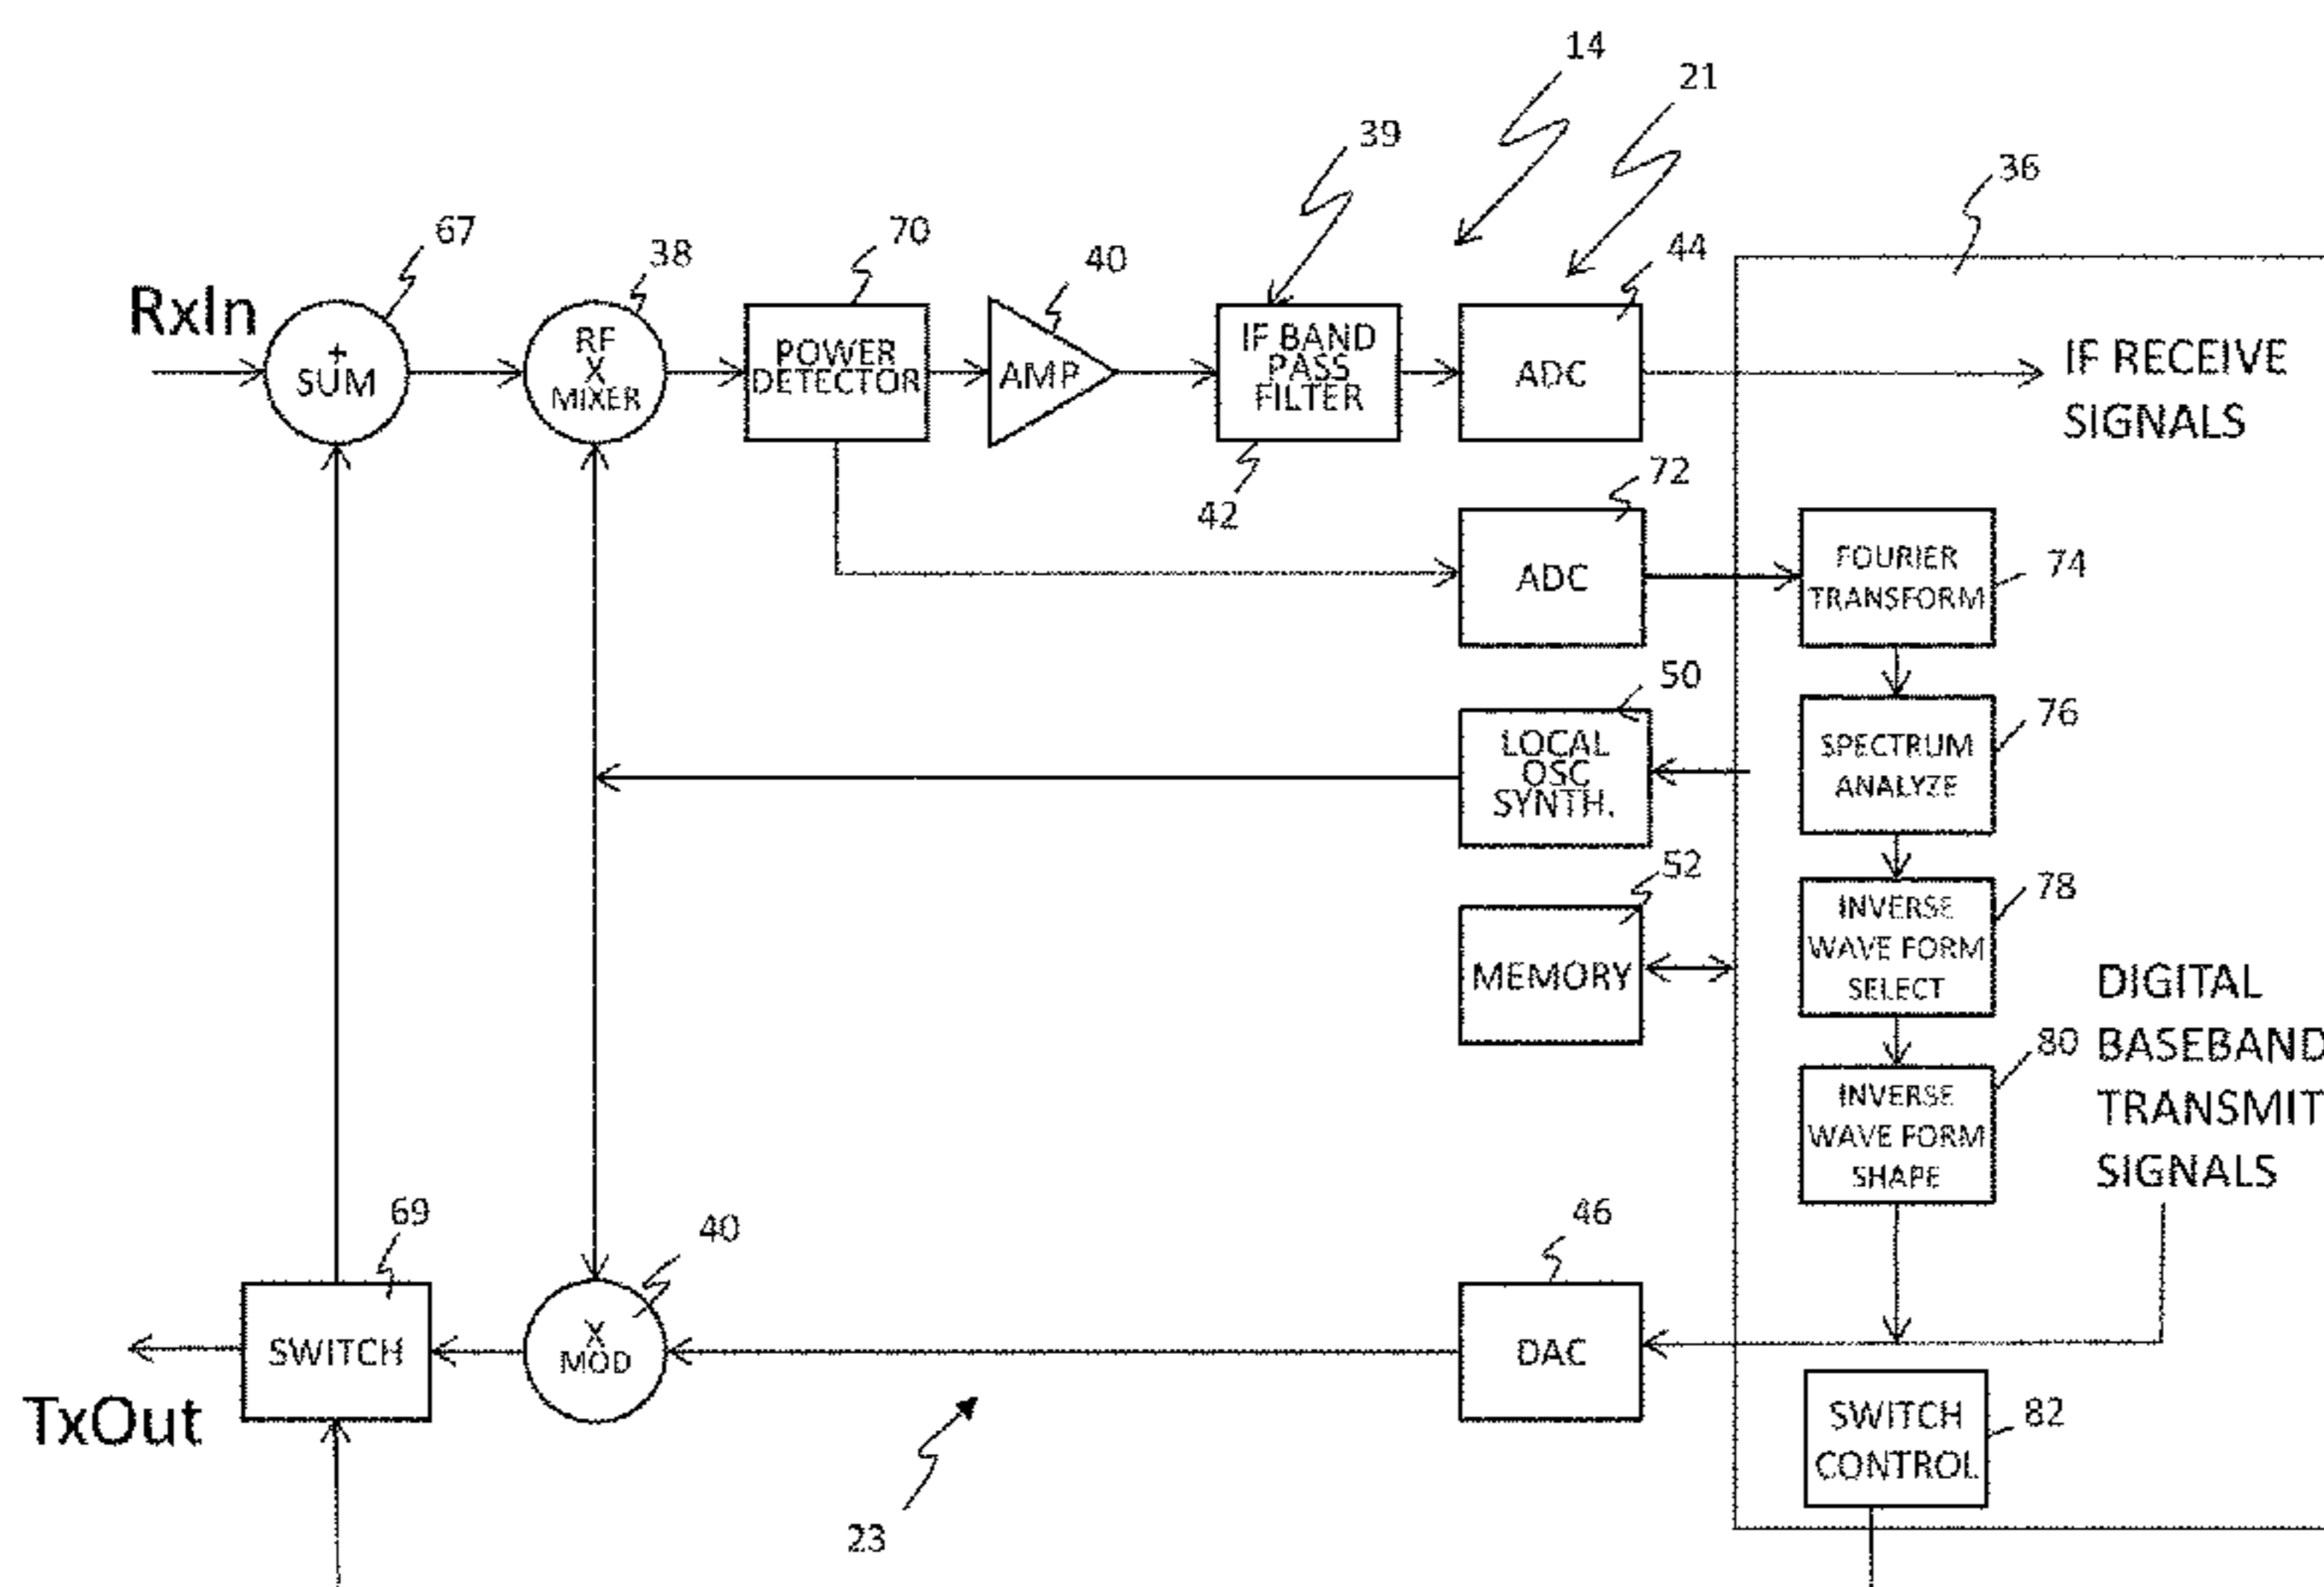 14
21
39
36
67
38
70
40
44
RxIn
+
SUM
RF
X
MIXER
POWER
DETECTOR
AMP
IF BAND
PASS
FILTER
ADC
IF RECEIVE
SIGNALS
42
72
ADC
FOURIER
TRANSFORM
74
50
LOCAL
OSC
SYNTH.
SPECTRUM
ANALYZE
76
52
MEMORY
INVERSE
WAVE FORM
SELECT
78
INVERSE
WAVE FORM
SHAPE
80
DIGITAL
BASEBAND
TRANSMIT
SIGNALS
69
40
46
SWITCH
X
MOD
DAC
TxOut
SWITCH
CONTROL
82
23